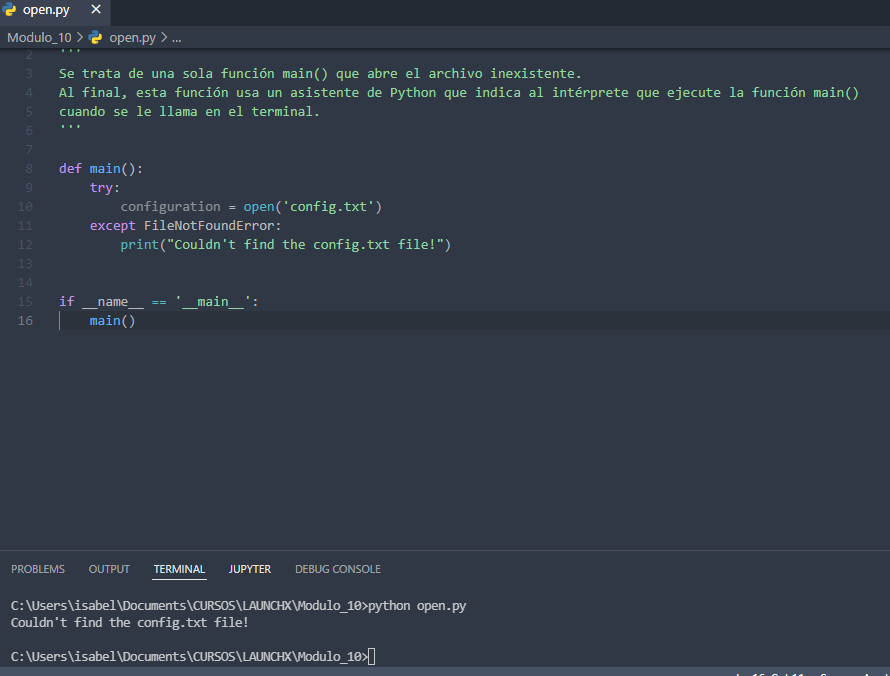 open.py ×
Modulo_10 > open.py > ...
2 '''
3 Se trata de una sola función main() que abre el archivo inexistente.
4 Al final, esta función usa un asistente de Python que indica al intérprete que ejecute la función main()
5 cuando se le llama en el terminal.
6 '''
7
8 def main():
9 try:
10 configuration = open('config.txt')
11 except FileNotFoundError:
12 print("Couldn't find the config.txt file!")
13
14
15 if __name__ == '__main__':
16 main()
PROBLEMS OUTPUT TERMINAL JUPYTER DEBUG CONSOLE
C:\Users\isabel\Documents\CURSOS\LAUNCHX\Modulo_10>python open.py
Couldn't find the config.txt file!
C:\Users\isabel\Documents\CURSOS\LAUNCHX\Modulo_10>